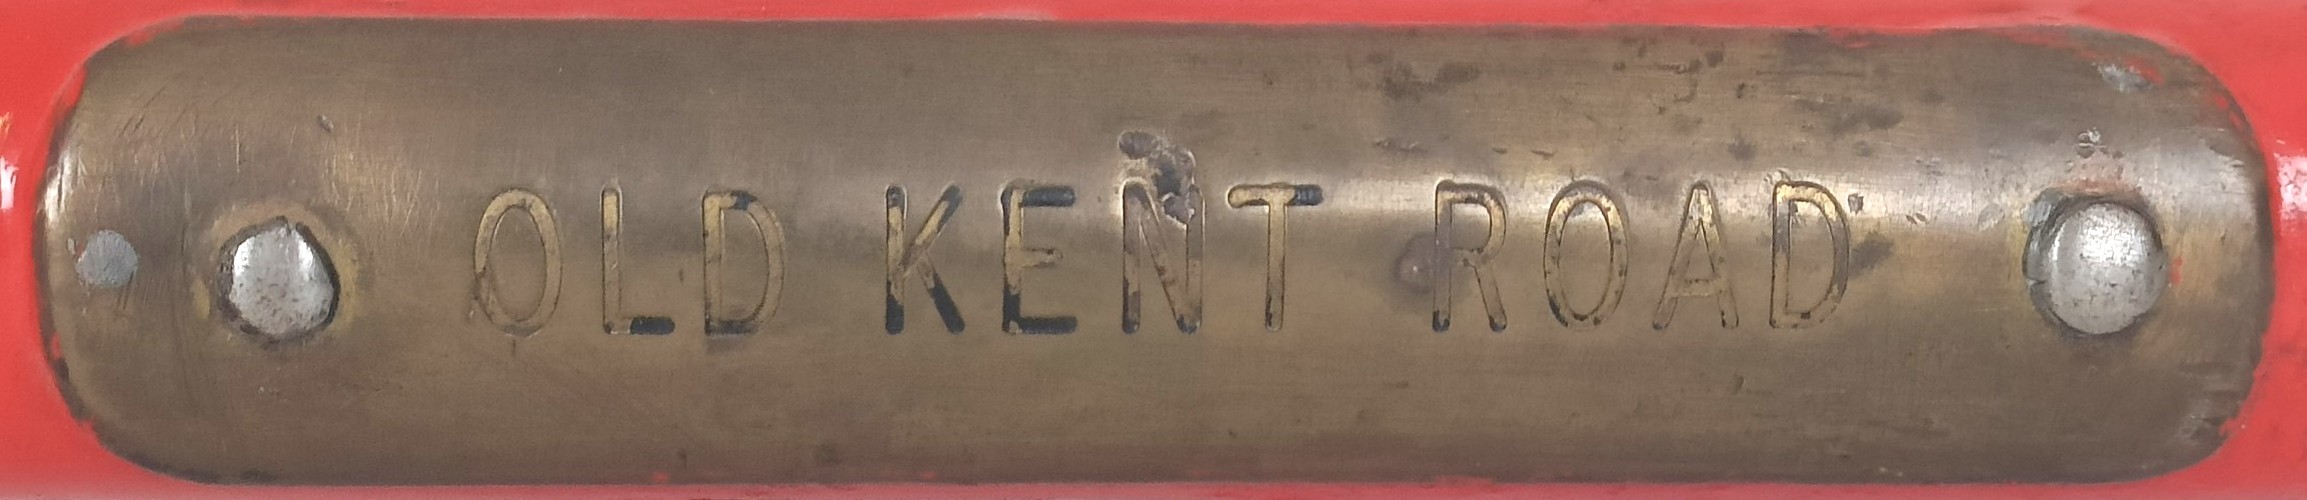 OLD KENT ROAD